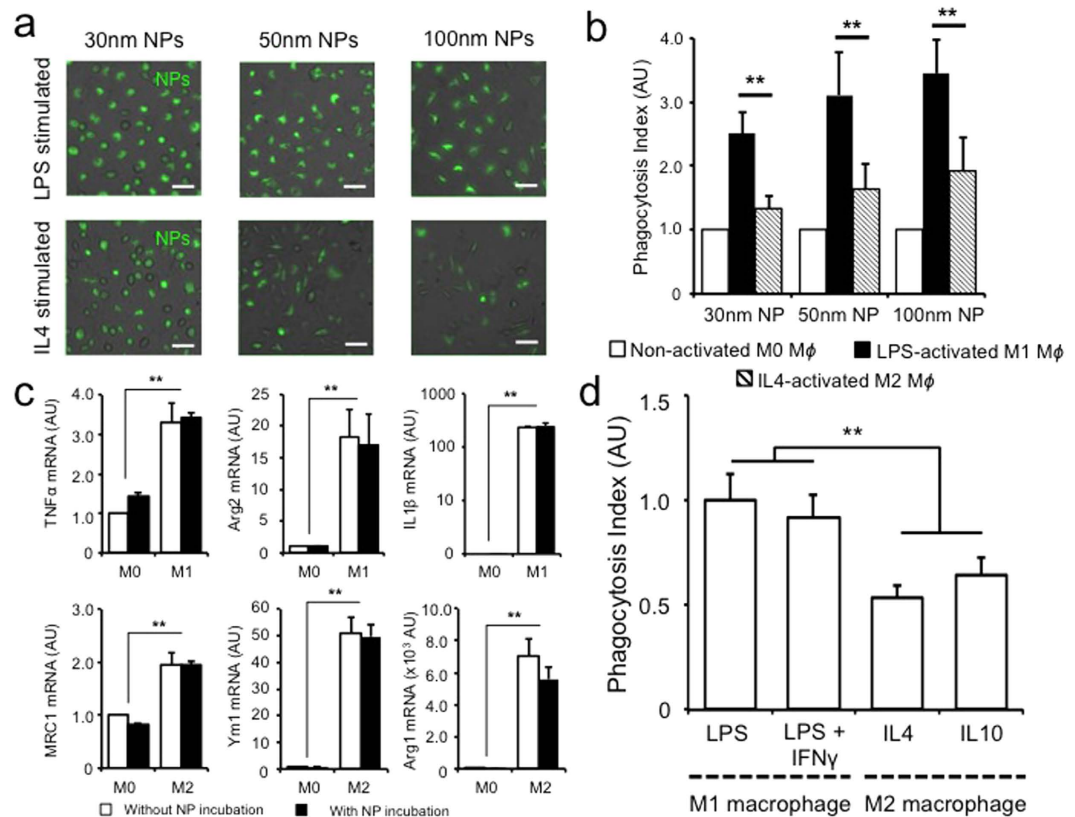 a
30nm NPs 50nm NPs 100nm NPs
LPS stimulated
NPs
IL4 stimulated
NPs
b
Phagocytosis Index (AU)
4.0
3.0
2.0
1.0
0
** ** **
30nm NP 50nm NP 100nm NP
Non-activated M0 Mϕ LPS-activated M1 Mϕ
IL4-activated M2 Mϕ
c
TNFα mRNA (AU)
4.0
3.0
2.0
1.0
0
**
M0 M1
Arg2 mRNA (AU)
25
20
15
10
5
0
**
M0 M1
IL1β mRNA (AU)
1000
100
10
0
**
M0 M1
MRC1 mRNA (AU)
3.0
2.0
1.0
0
**
M0 M2
Ym1 mRNA (AU)
60
50
40
30
20
10
0
**
M0 M2
Arg1 mRNA (x10³ AU)
10.0
8.0
6.0
4.0
2.0
0.0
**
M0 M2
Without NP incubation With NP incubation
d
Phagocytosis Index (AU)
1.5
1.0
0.5
0
**
LPS LPS + IL4 IL10
IFNγ
M1 macrophage M2 macrophage